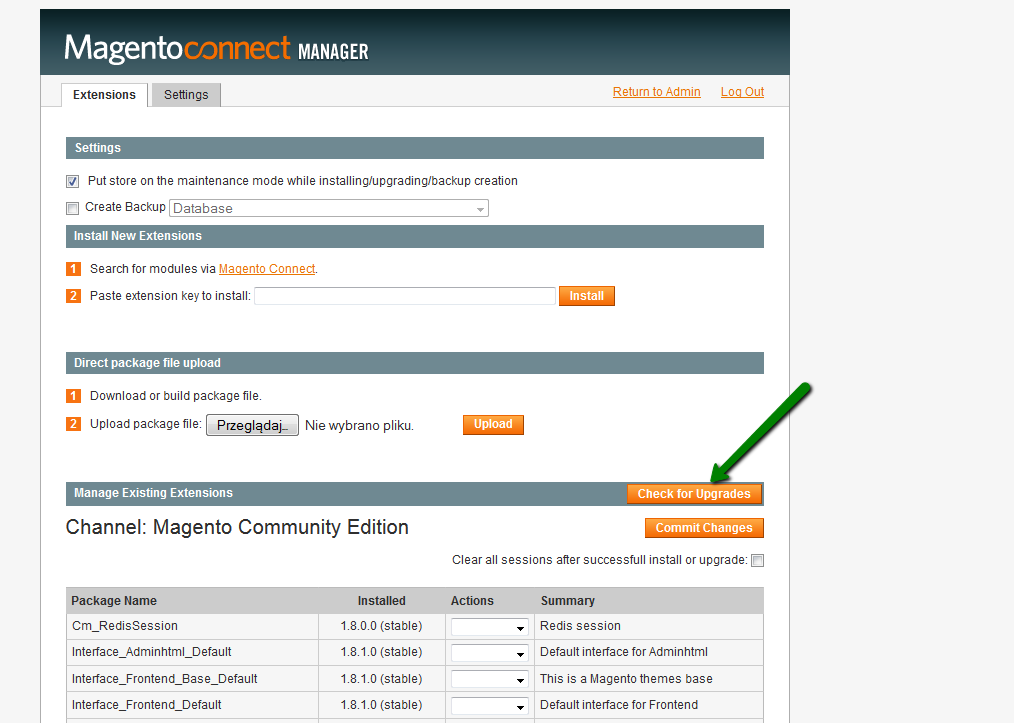 Magentoconnect MANAGER
Extensions Settings Return to Admin Log Out
Settings
Put store on the maintenance mode while installing/upgrading/backup creation
Create Backup Database
Install New Extensions
1 Search for modules via Magento Connect.
2 Paste extension key to install: Install
Direct package file upload
1 Download or build package file.
2 Upload package file: Przeglądaj... Nie wybrano pliku. Upload
Manage Existing Extensions Check for Upgrades
Channel: Magento Community Edition Commit Changes
Clear all sessions after successfull install or upgrade:
Package Name Installed Actions Summary
Cm_RedisSession 1.8.0.0 (stable) Redis session
Interface_Adminhtml_Default 1.8.1.0 (stable) Default interface for Adminhtml
Interface_Frontend_Base_Default 1.8.1.0 (stable) This is a Magento themes base
Interface_Frontend_Default 1.8.1.0 (stable) Default interface for Frontend